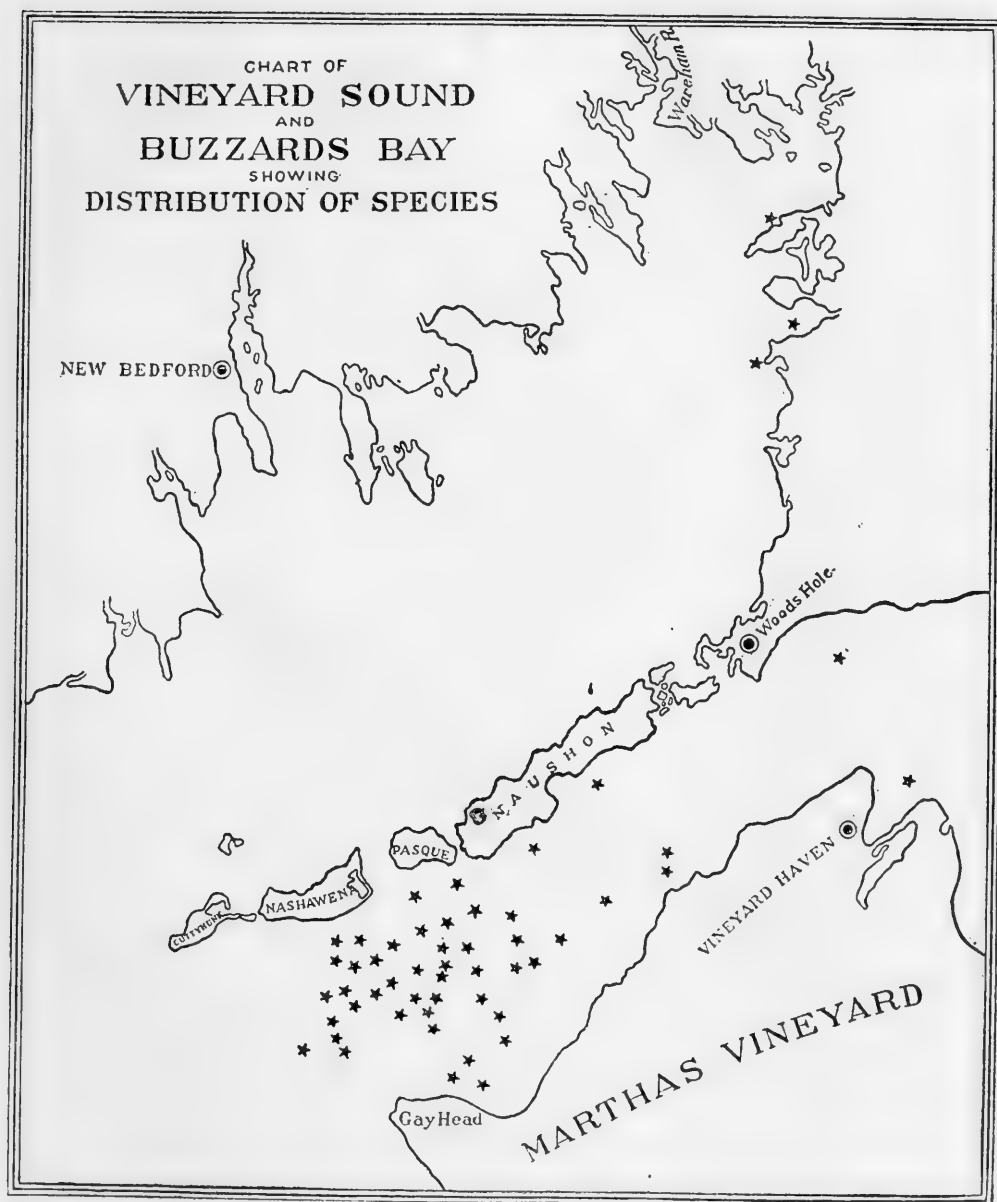 CHART OF
VINEYARD SOUND
AND
BUZZARDS BAY
SHOWING
DISTRIBUTION OF SPECIES
Wareham R.
NEW BEDFORD
Woods Hole
NAUSHON
PASQUE
NASHAWENA
CUTTYHUNK
VINEYARD HAVEN
MARTHAS VINEYARD
Gay Head